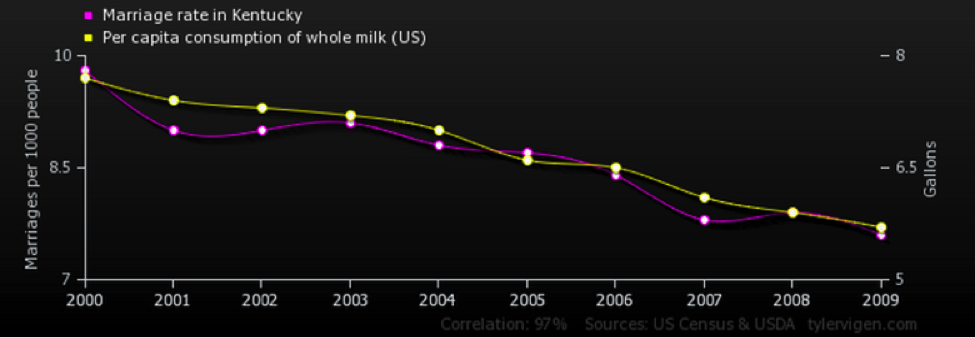 Marriage rate in Kentucky
Per capita consumption of whole milk (US)
Marriages per 1000 people
10
8.5
7
8
6.5
5
Gallons
2000 2001 2002 2003 2004 2005 2006 2007 2008 2009
Correlation: 97% Sources: US Census & USDA tylervigen.com